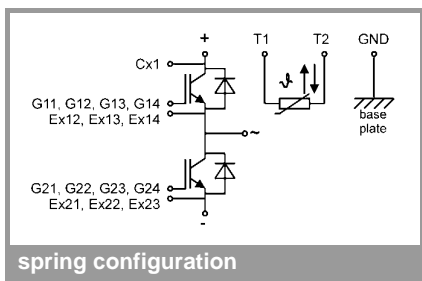 +
T1
T2
GND
Cx1
G11, G12, G13, G14
Ex12, Ex13, Ex14
ϑ
~
base
plate
G21, G22, G23, G24
Ex21, Ex22, Ex23
-
spring configuration